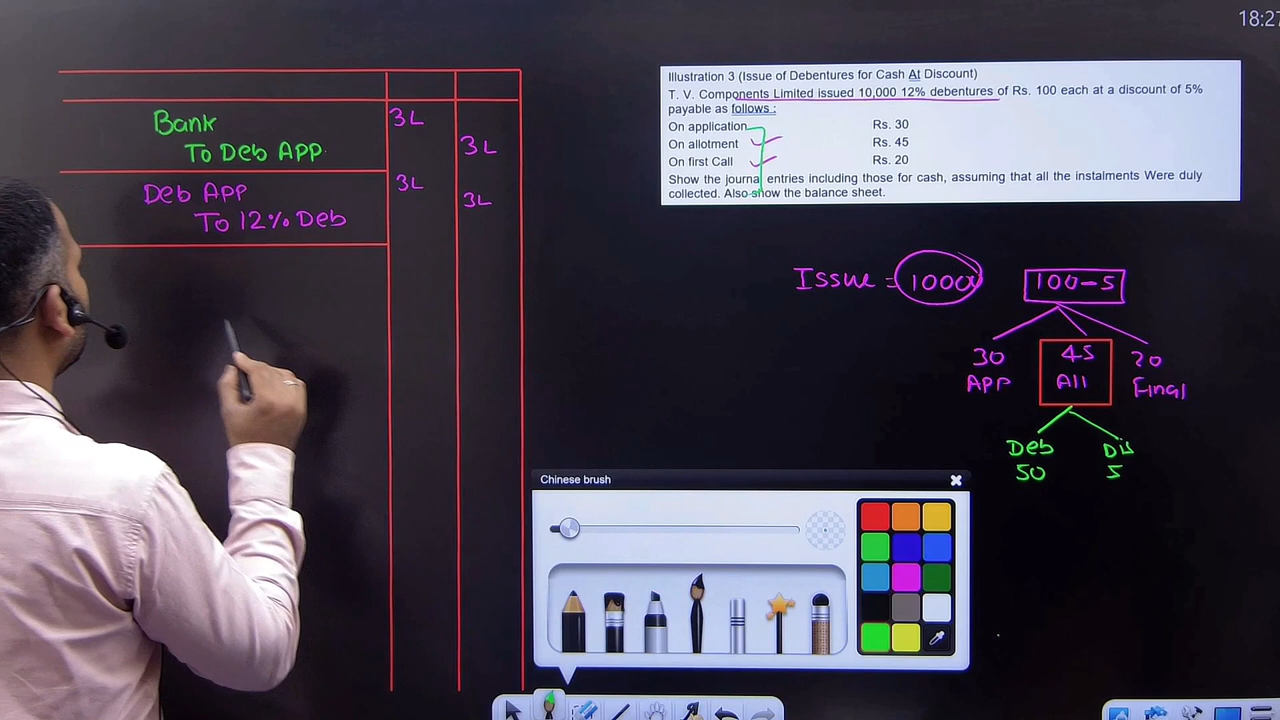 18:27
Bank 3L
To Deb App. 3L
Deb App 3L
To 12% Deb 3L
Illustration 3 (Issue of Debentures for Cash At Discount)
T. V. Components Limited issued 10,000 12% debentures of Rs. 100 each at a discount of 5%
payable as follows :
On application Rs. 30
On allotment Rs. 45
On first Call Rs. 20
Show the journal entries including those for cash, assuming that all the instalments Were duly
collected. Also show the balance sheet.
Issue = 10000 100-5
30 45 20
App All Final
Deb Dis
50 5
Chinese brush